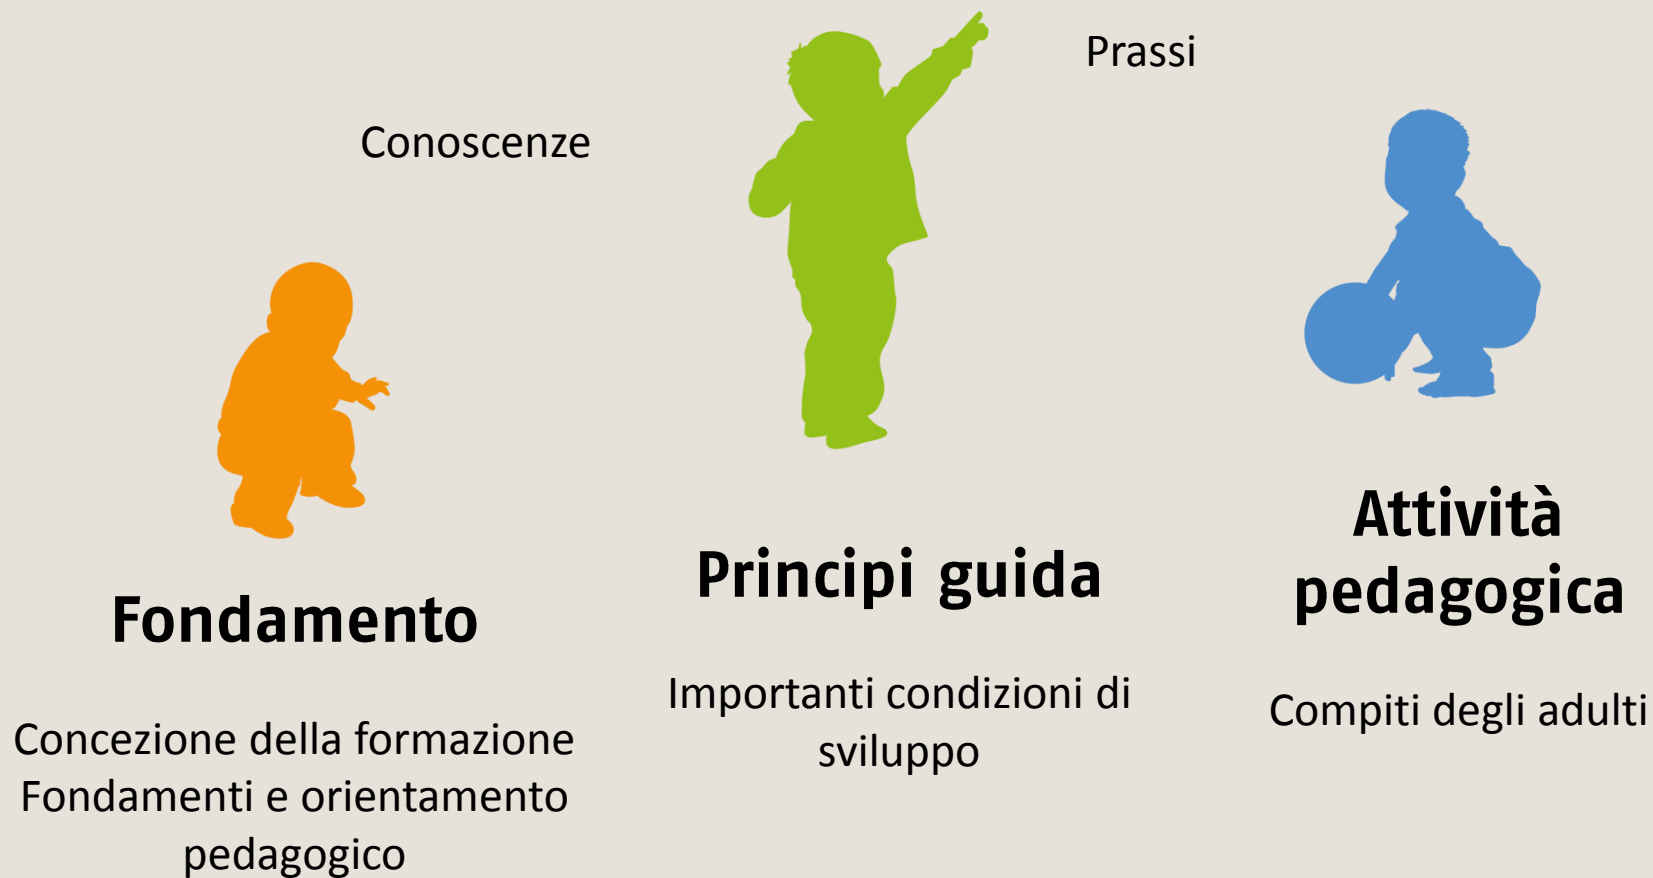 Prassi
Conoscenze
Fondamento
Concezione della formazione
Fondamenti e orientamento
pedagogico
Principi guida
Importanti condizioni di
sviluppo
Attività
pedagogica
Compiti degli adulti